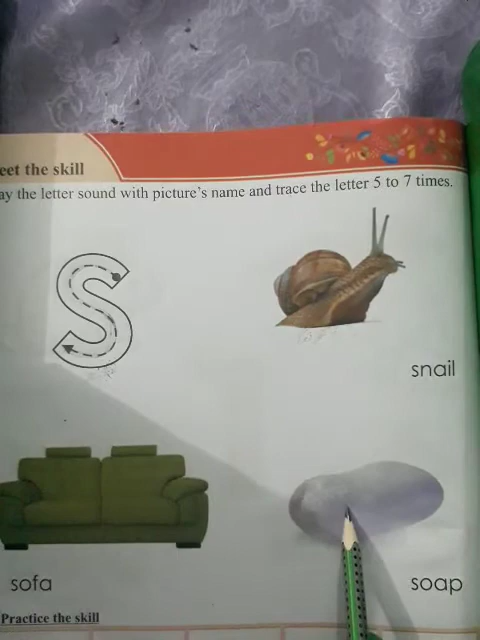 eet the skill
ay the letter sound with picture's name and trace the letter 5 to 7 times.
s
snail
sofa
soap
Practice the skill